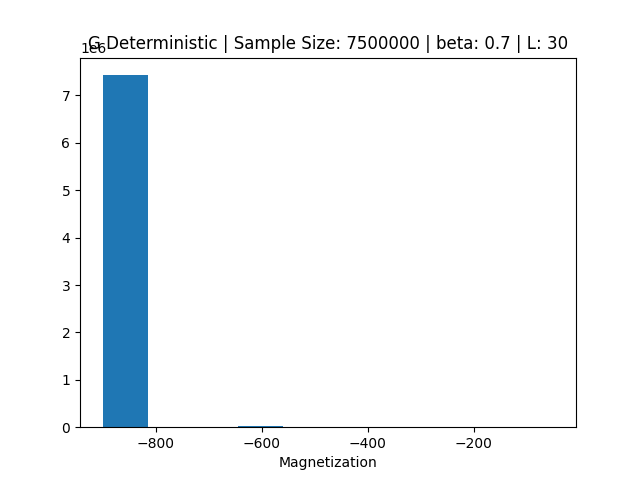 G Deterministic | Sample Size: 7500000 | beta: 0.7 | L: 30
1e6
7
6
5
4
3
2
1
0
−800 −600 −400 −200
Magnetization